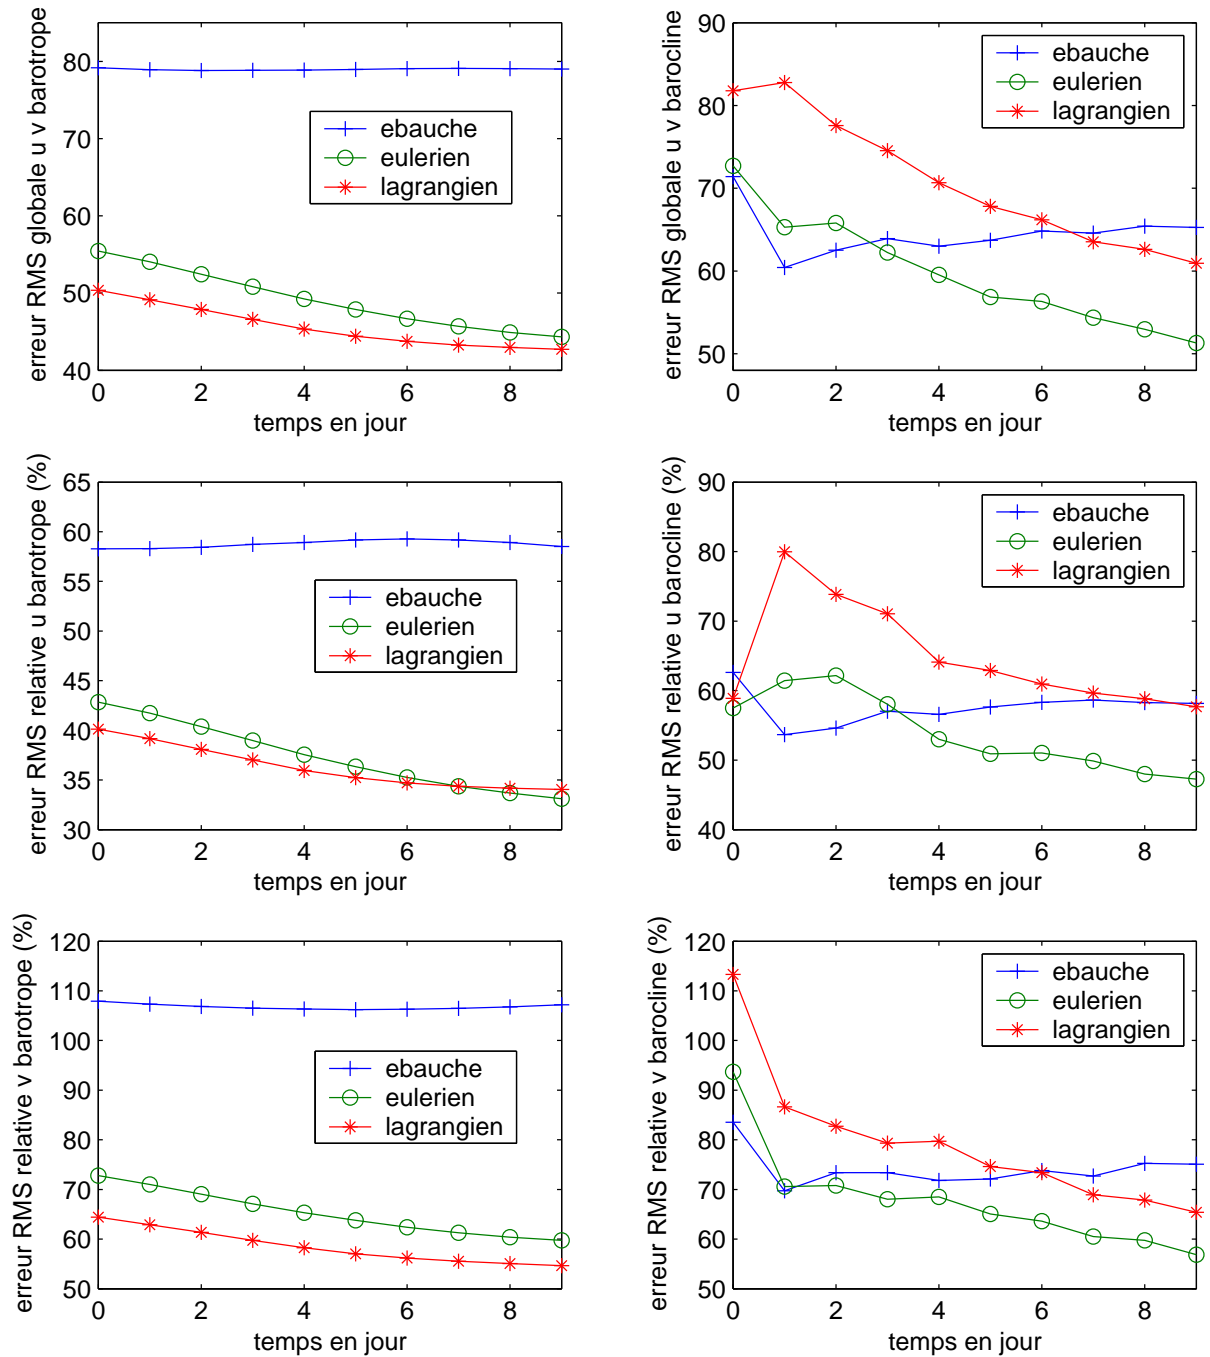 erreur RMS globale u v barotrope
80
70
60
50
40
0 2 4 6 8
temps en jour
ebauche
eulerien
lagrangien
erreur RMS globale u v barocline
90
80
70
60
50
0 2 4 6 8
temps en jour
ebauche
eulerien
lagrangien
erreur RMS relative u barotrope (%)
65
60
55
50
45
40
35
30
0 2 4 6 8
temps en jour
ebauche
eulerien
lagrangien
erreur RMS relative u barocline (%)
90
80
70
60
50
40
0 2 4 6 8
temps en jour
ebauche
eulerien
lagrangien
erreur RMS relative v barotrope (%)
120
110
100
90
80
70
60
50
0 2 4 6 8
temps en jour
ebauche
eulerien
lagrangien
erreur RMS relative v barocline (%)
120
110
100
90
80
70
60
50
0 2 4 6 8
temps en jour
ebauche
eulerien
lagrangien